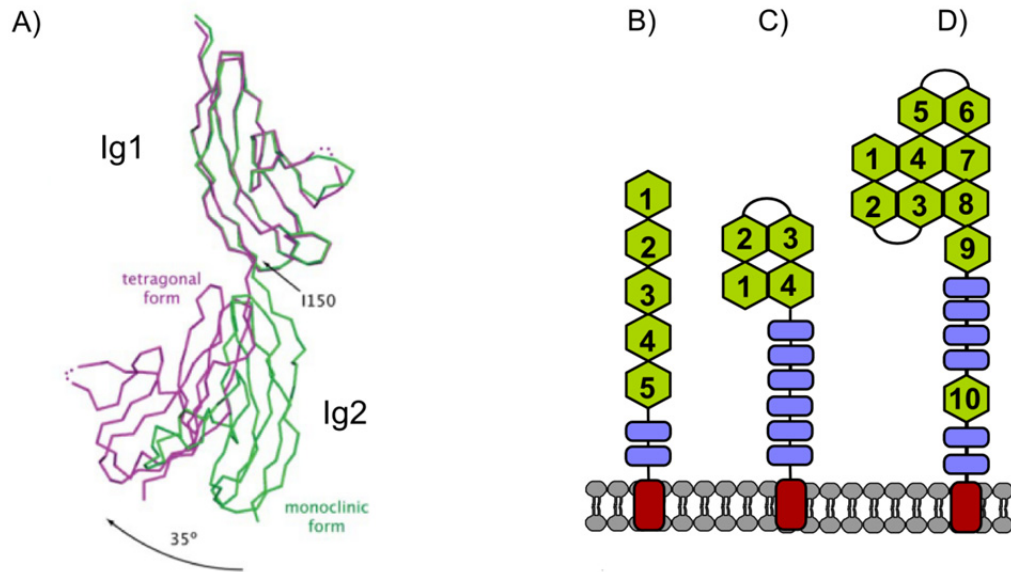 A)
Ig1
tetragonal
form
I150
Ig2
monoclinic
form
35°
B)
1
2
3
4
5
C)
2 3
1 4
D)
5 6
1 4 7
2 3 8
9
10